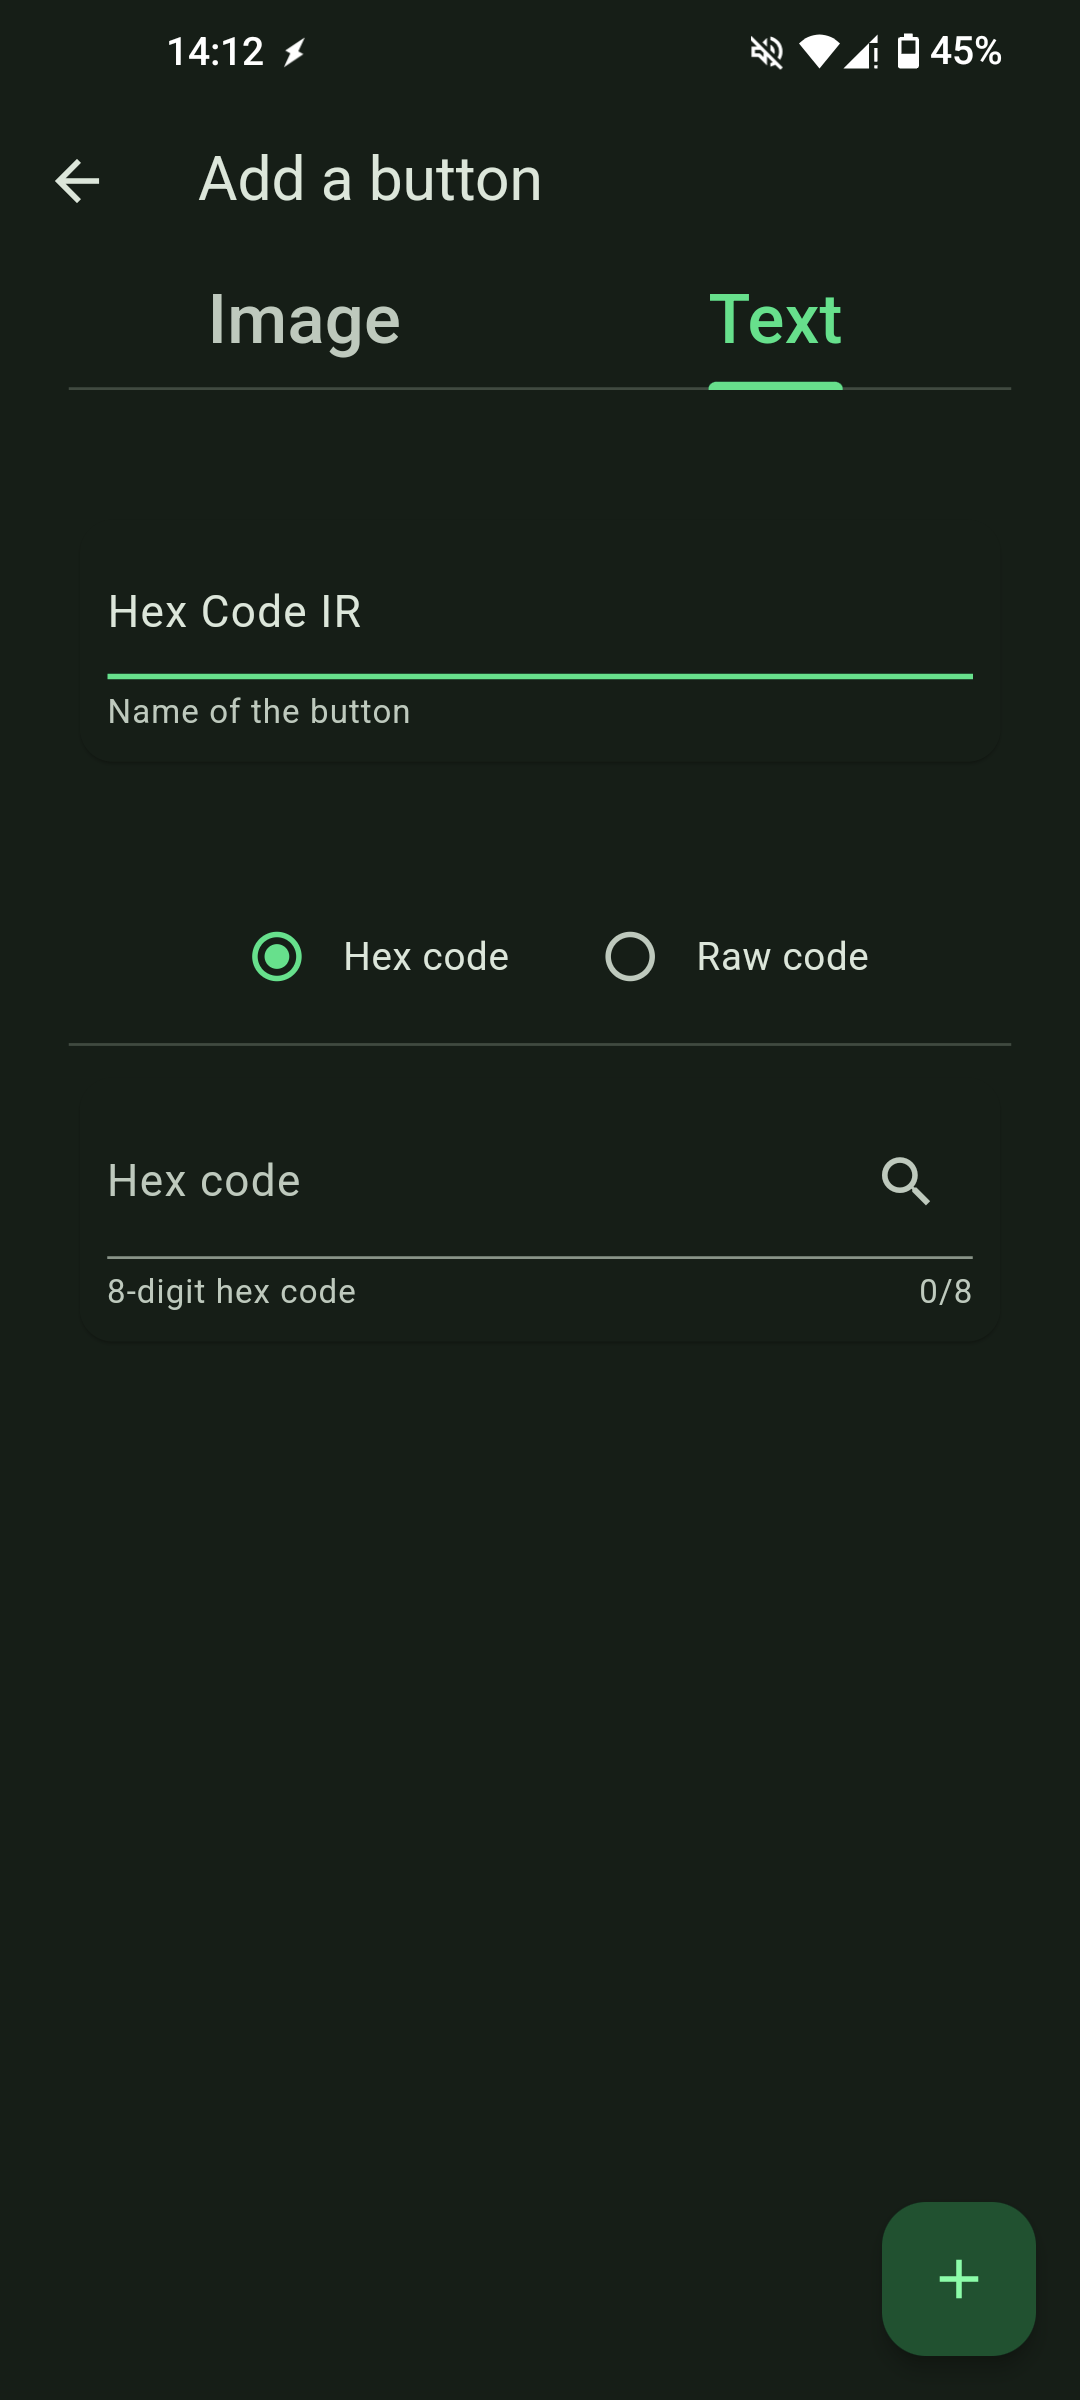 14:12 45%
Add a button
Image Text
Hex Code IR
Name of the button
Hex code Raw code
Hex code
8-digit hex code 0/8